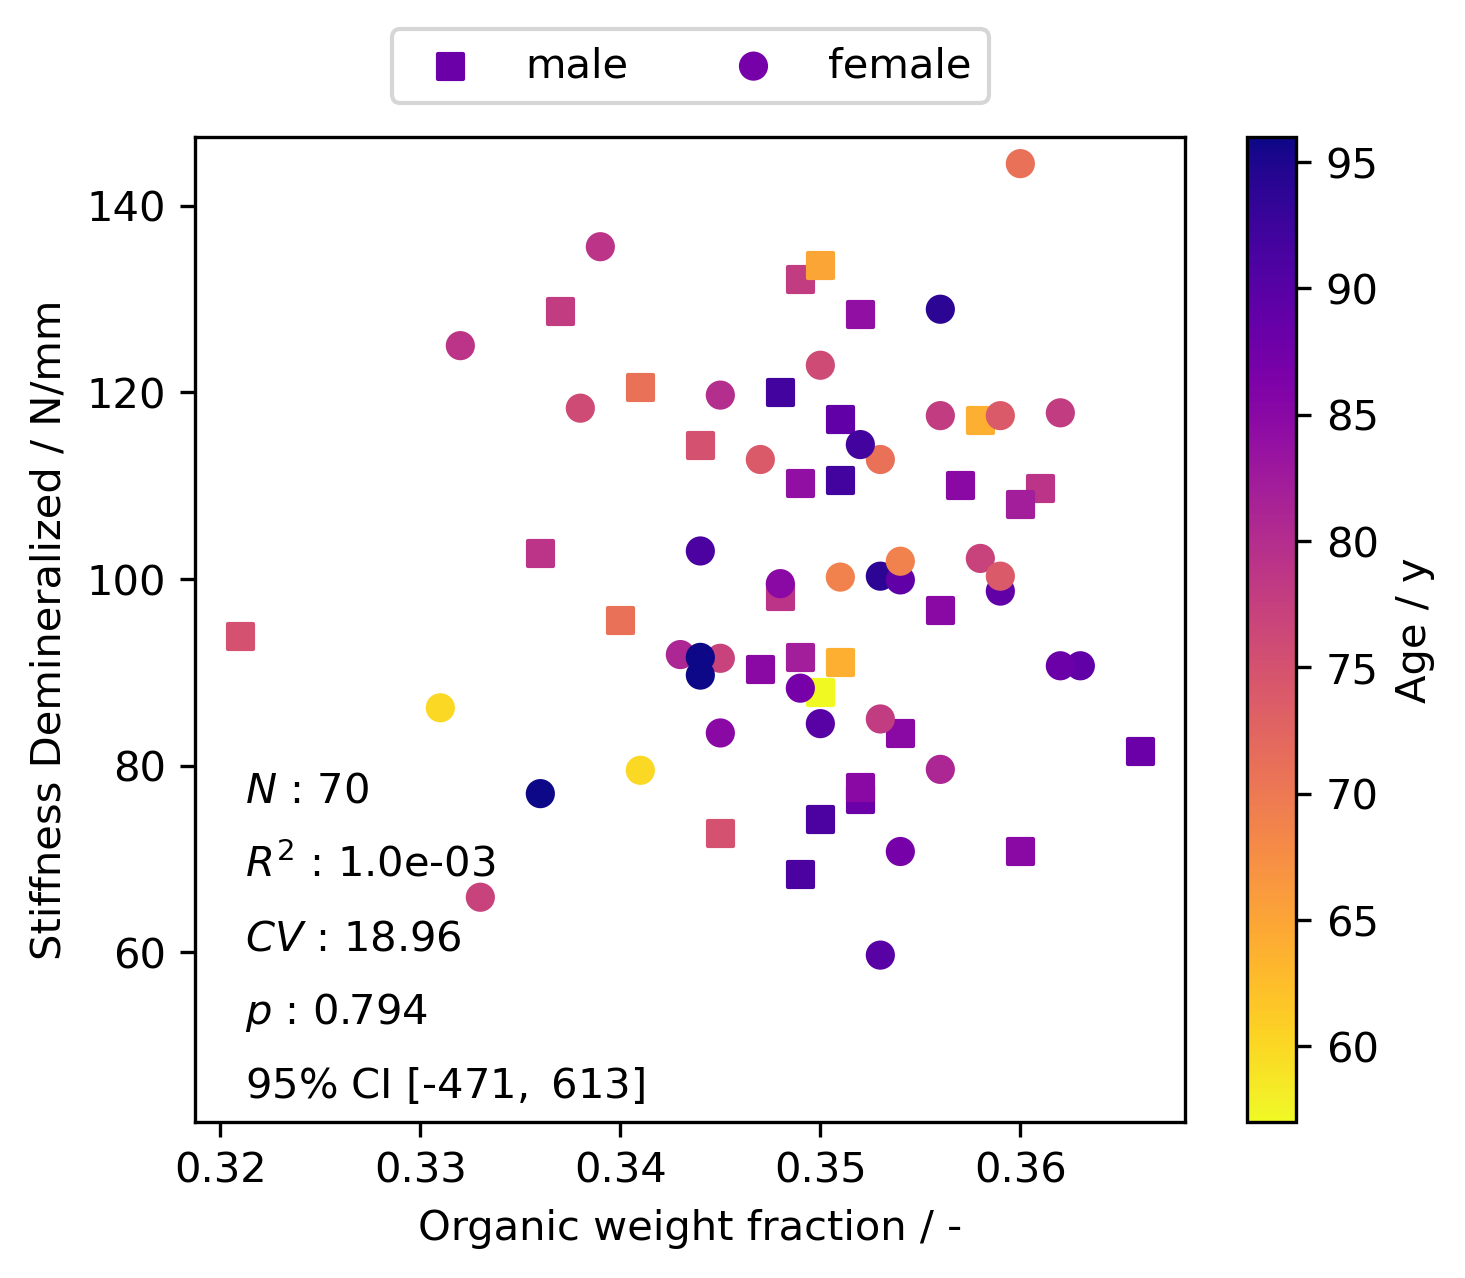 male female
140
120
100
80
60
Stiffness Demineralized / N/mm
N : 70
R² : 1.0e-03
CV : 18.96
p : 0.794
95% CI [-471, 613]
0.32 0.33 0.34 0.35 0.36
Organic weight fraction / -
95
90
85
80
75
70
65
60
Age / y